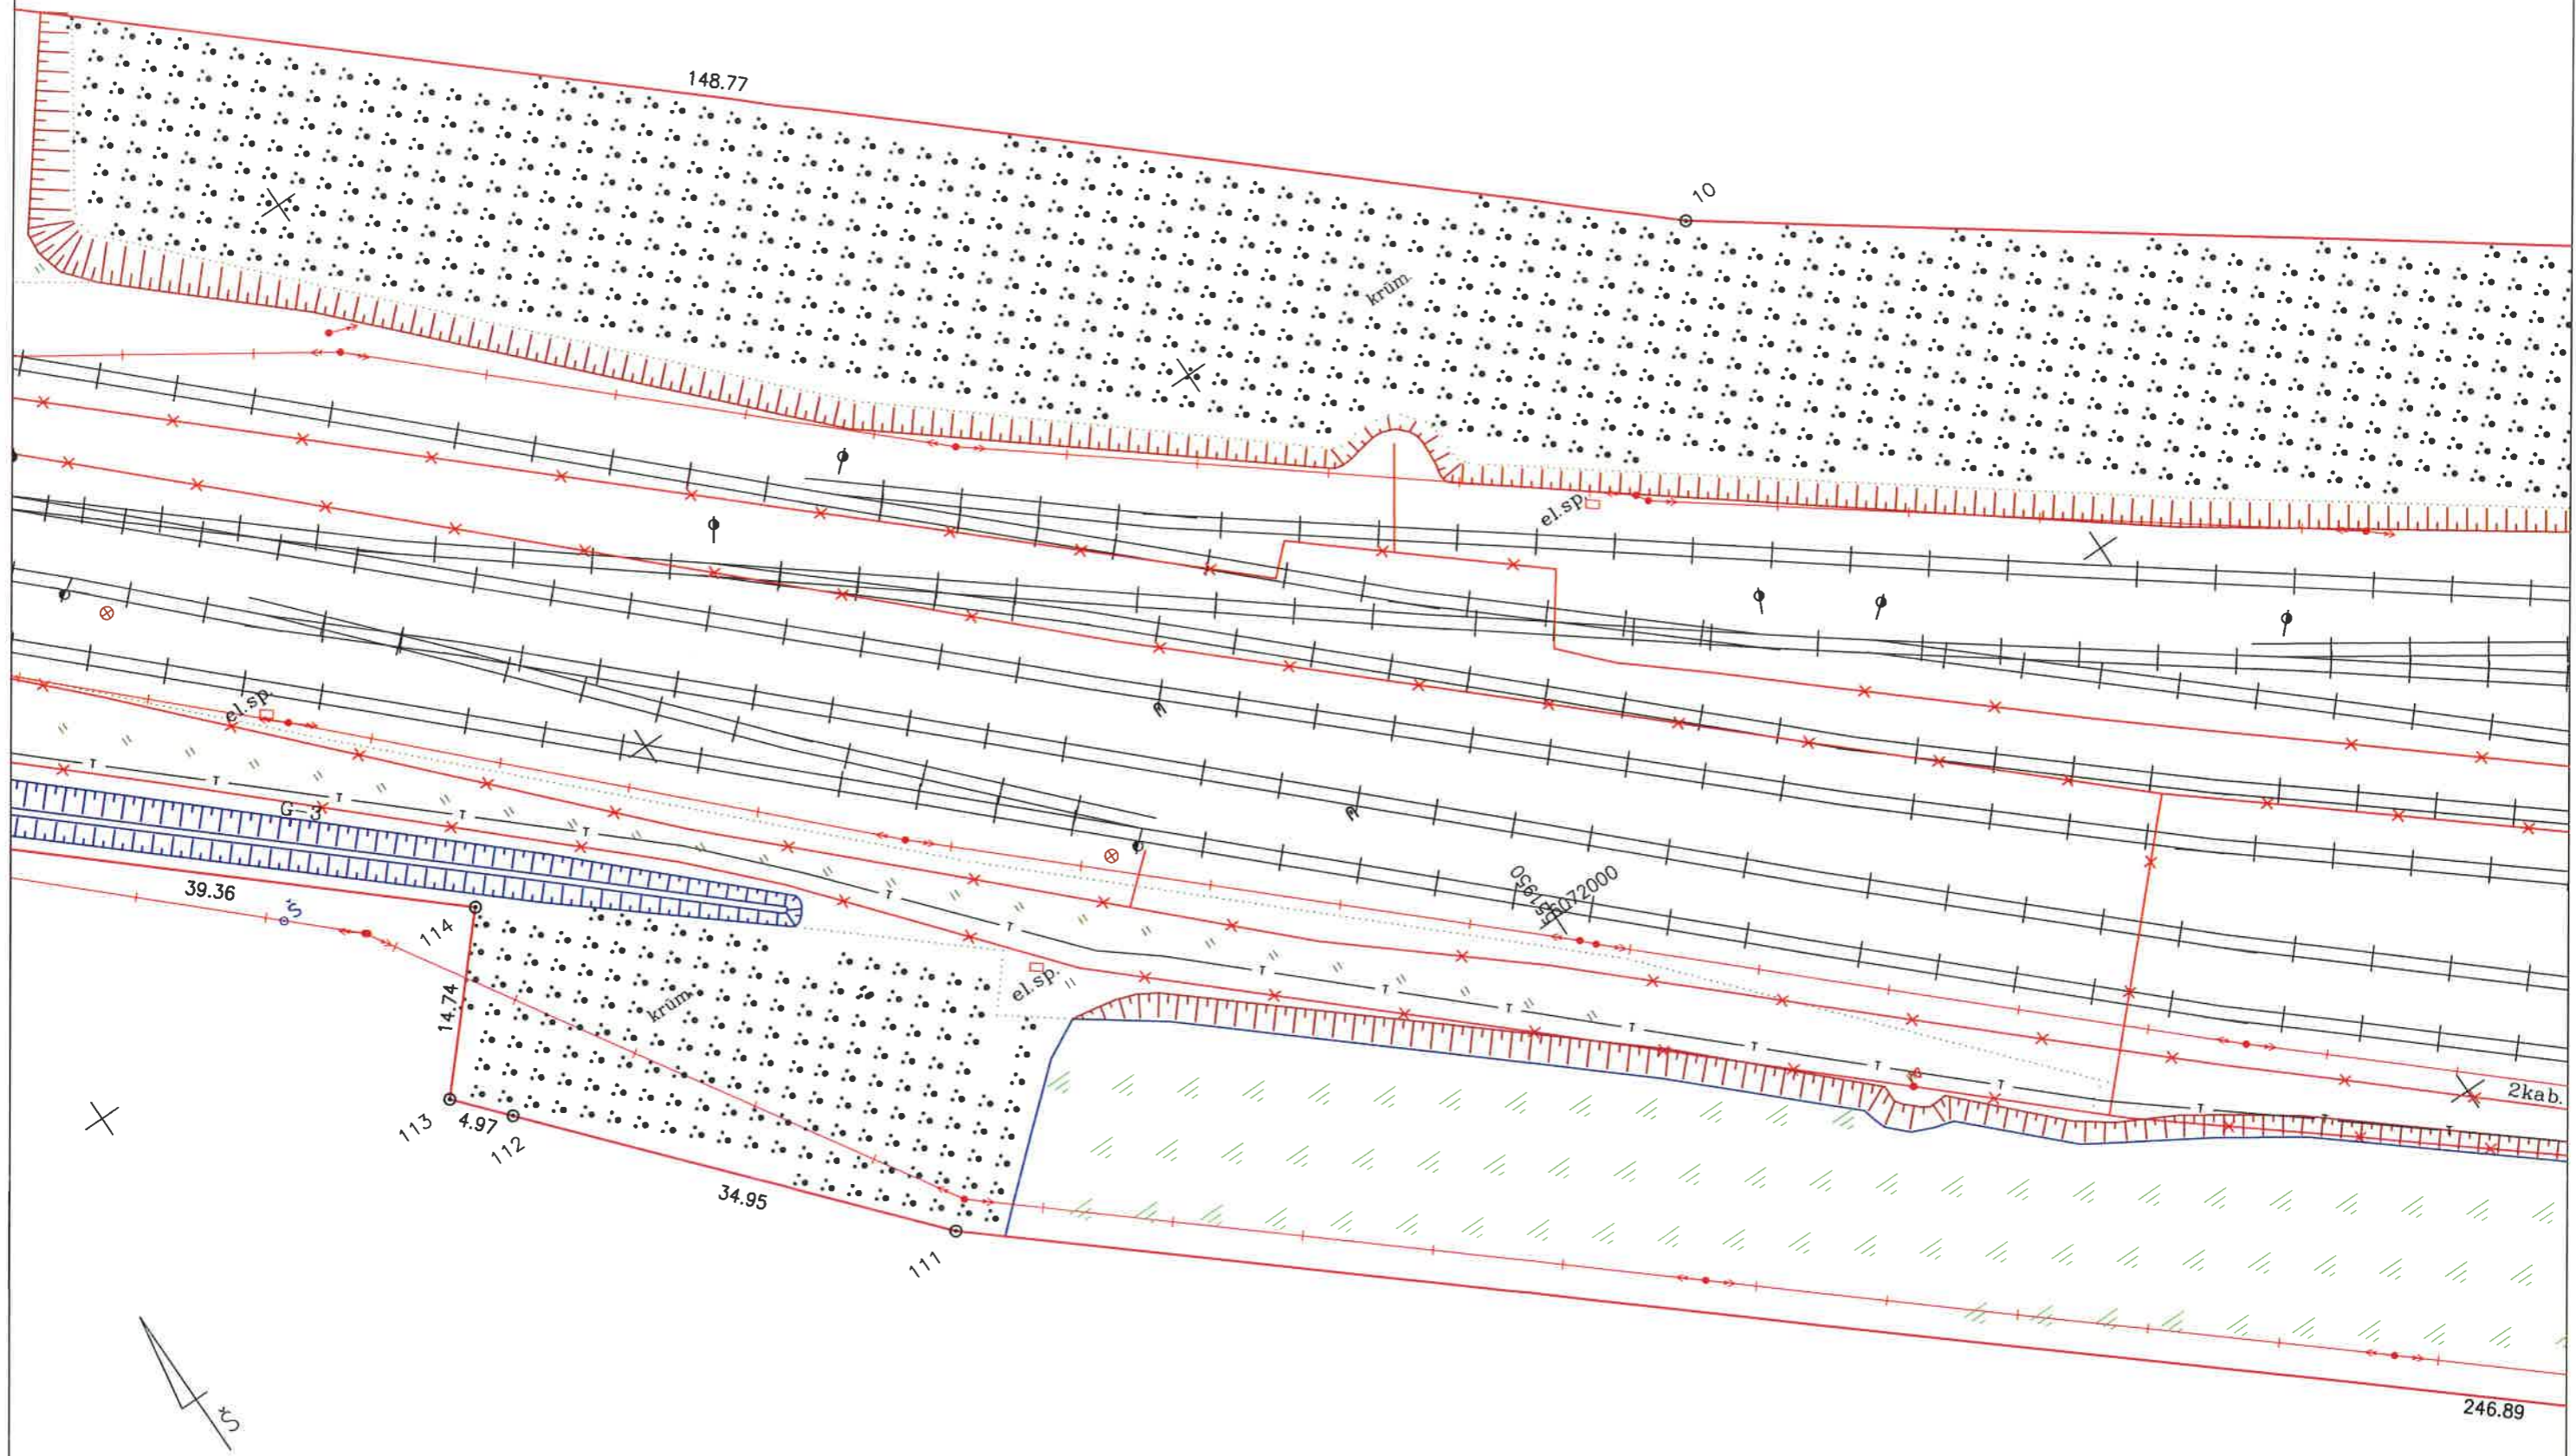 148.77
10
krūm.
el.sp.
el.sp.
G-3
39.36
Š
114
6072000
krūm.
el.sp.
14.74
2kab.
113
4.97
112
34.95
111
Š
246.89